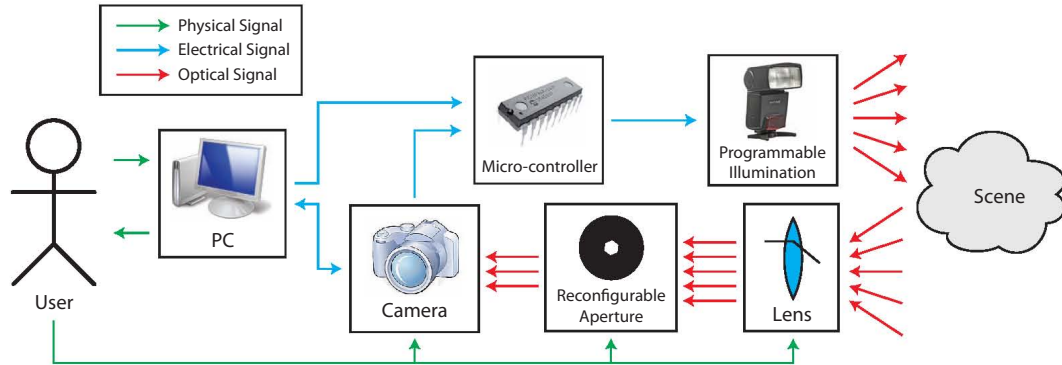 Physical Signal
Electrical Signal
Optical Signal
Micro-controller
Programmable
Illumination
Scene
PC
User
Camera
Reconfigurable
Aperture
Lens